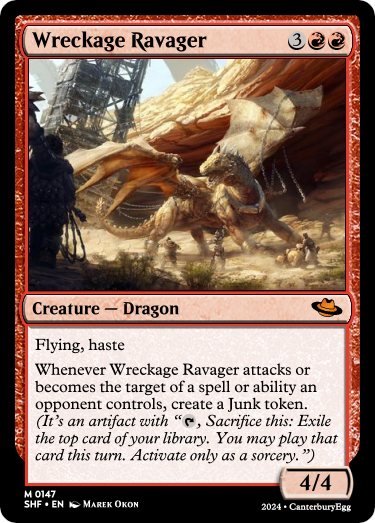 Wreckage Ravager 3
Creature — Dragon
Flying, haste
Whenever Wreckage Ravager attacks or
becomes the target of a spell or ability an
opponent controls, create a Junk token.
(It's an artifact with “, Sacrifice this: Exile
the top card of your library. You may play that
card this turn. Activate only as a sorcery.”)
4/4
M 0147
SHF • EN Marek Okon
2024 • CanterburyEgg